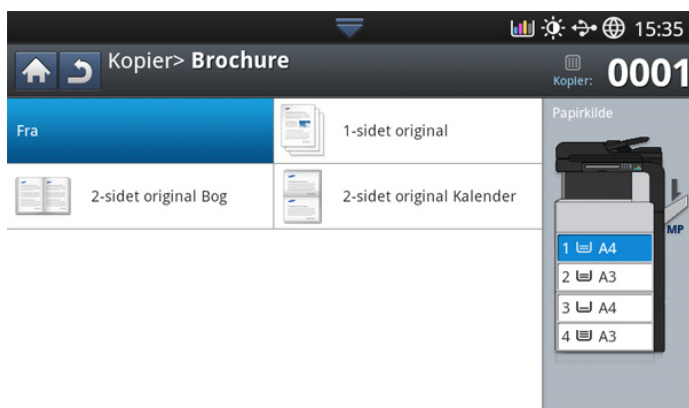 15:35
Kopier> Brochure
Kopier: 0001
Fra
1-sidet original
2-sidet original Bog
2-sidet original Kalender
Papirkilde
MP
1 A4
2 A3
3 A4
4 A3